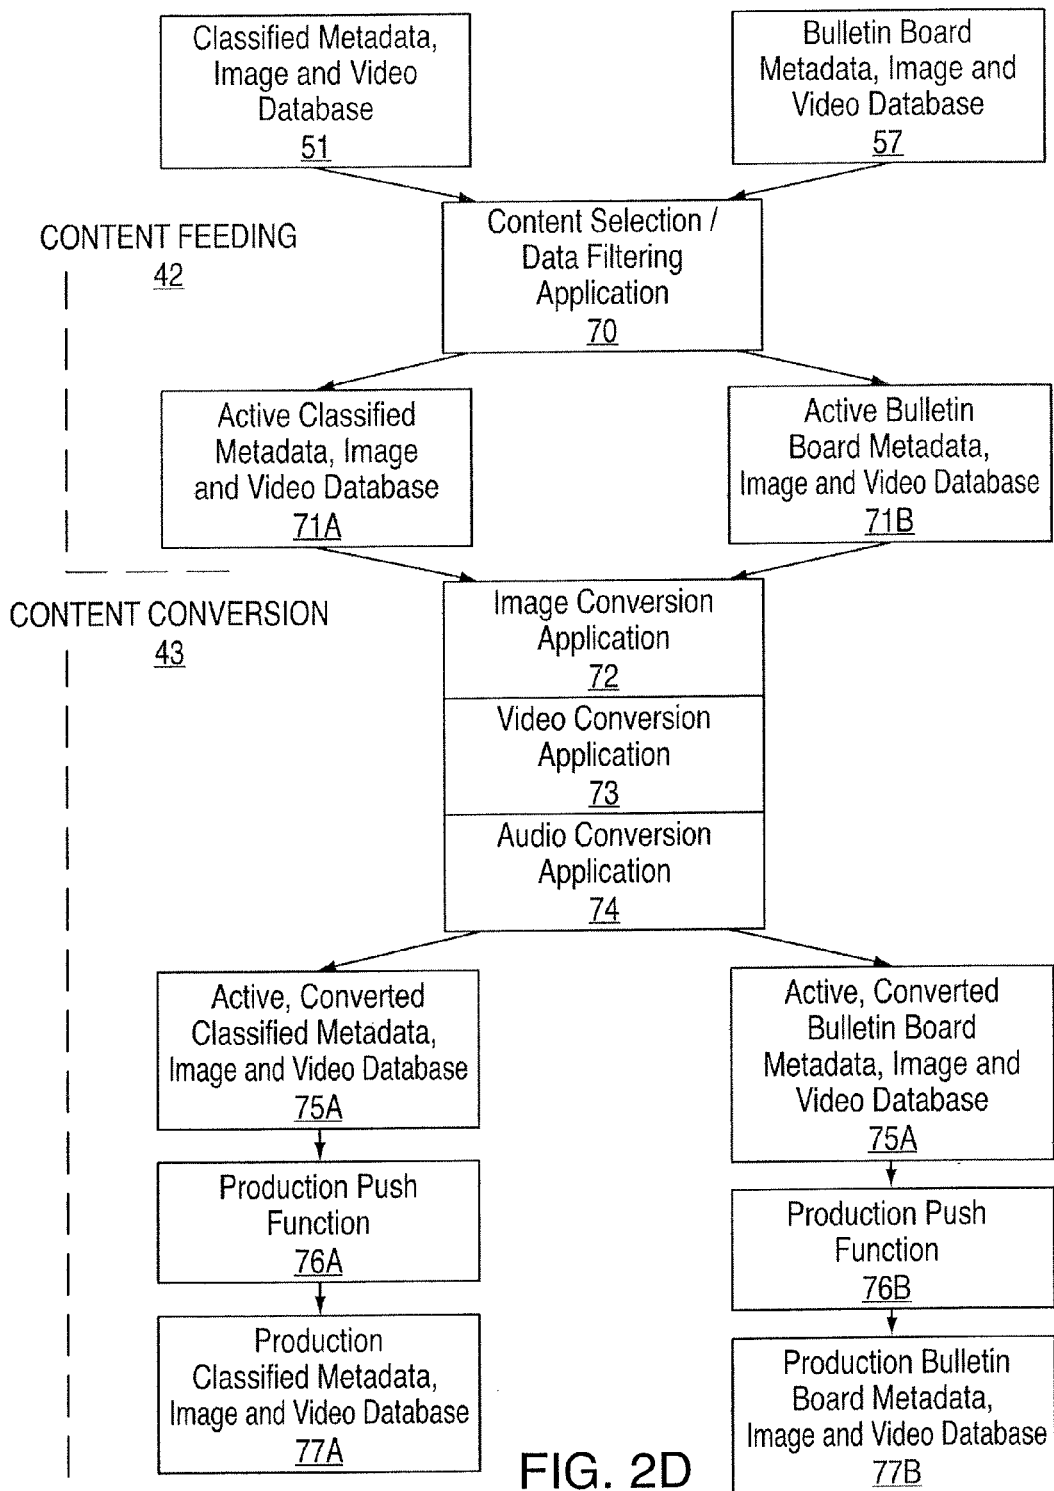 Classified Metadata,
Image and Video
Database
51
Bulletin Board
Metadata, Image and
Video Database
57
CONTENT FEEDING
42
Content Selection /
Data Filtering
Application
70
Active Classified
Metadata, Image
and Video Database
71A
Active Bulletin
Board Metadata,
Image and Video Database
71B
CONTENT CONVERSION
43
Image Conversion
Application
72
Video Conversion
Application
73
Audio Conversion
Application
74
Active, Converted
Classified Metadata,
Image and Video Database
75A
Active, Converted
Bulletin Board
Metadata, Image and
Video Database
75A
Production Push
Function
76A
Production Push
Function
76B
Production
Classified Metadata,
Image and Video Database
77A
Production Bulletin
Board Metadata,
Image and Video Database
77B
FIG. 2D